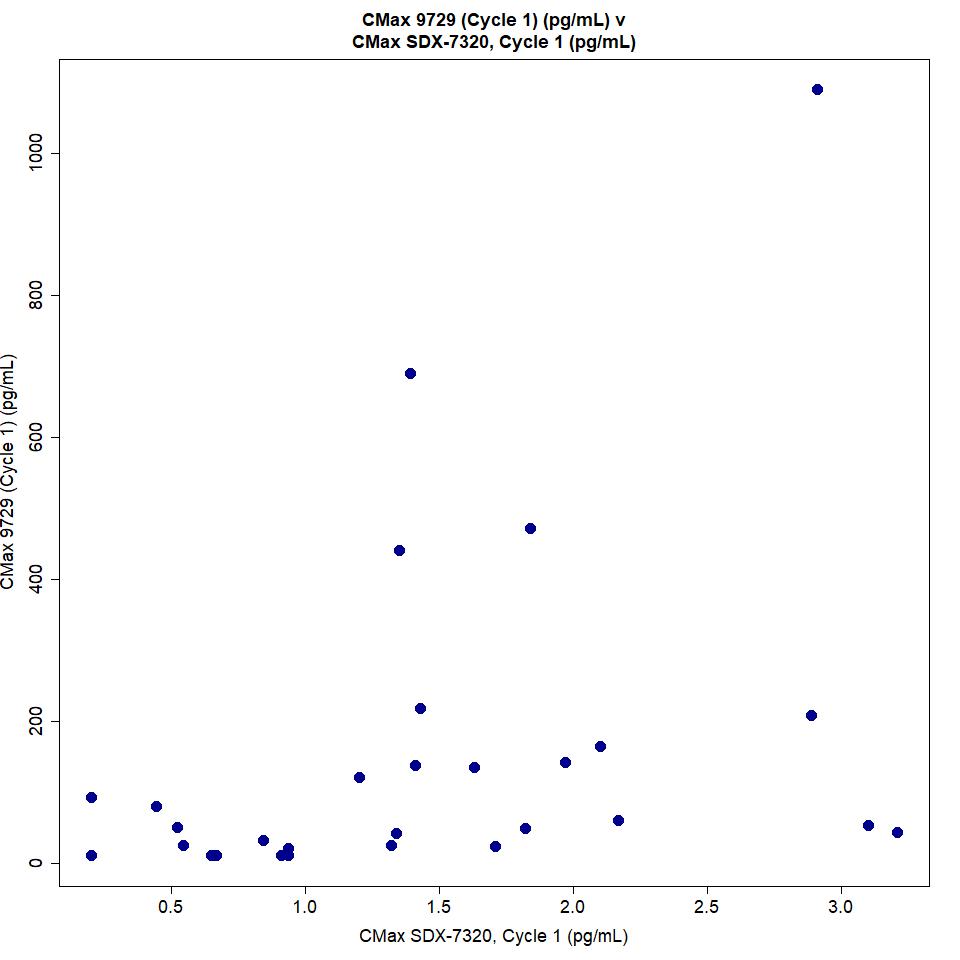 CMax 9729 (Cycle 1) (pg/mL) v
CMax SDX-7320, Cycle 1 (pg/mL)
CMax 9729 (Cycle 1) (pg/mL)
1000
800
600
400
200
0
0.5 1.0 1.5 2.0 2.5 3.0
CMax SDX-7320, Cycle 1 (pg/mL)